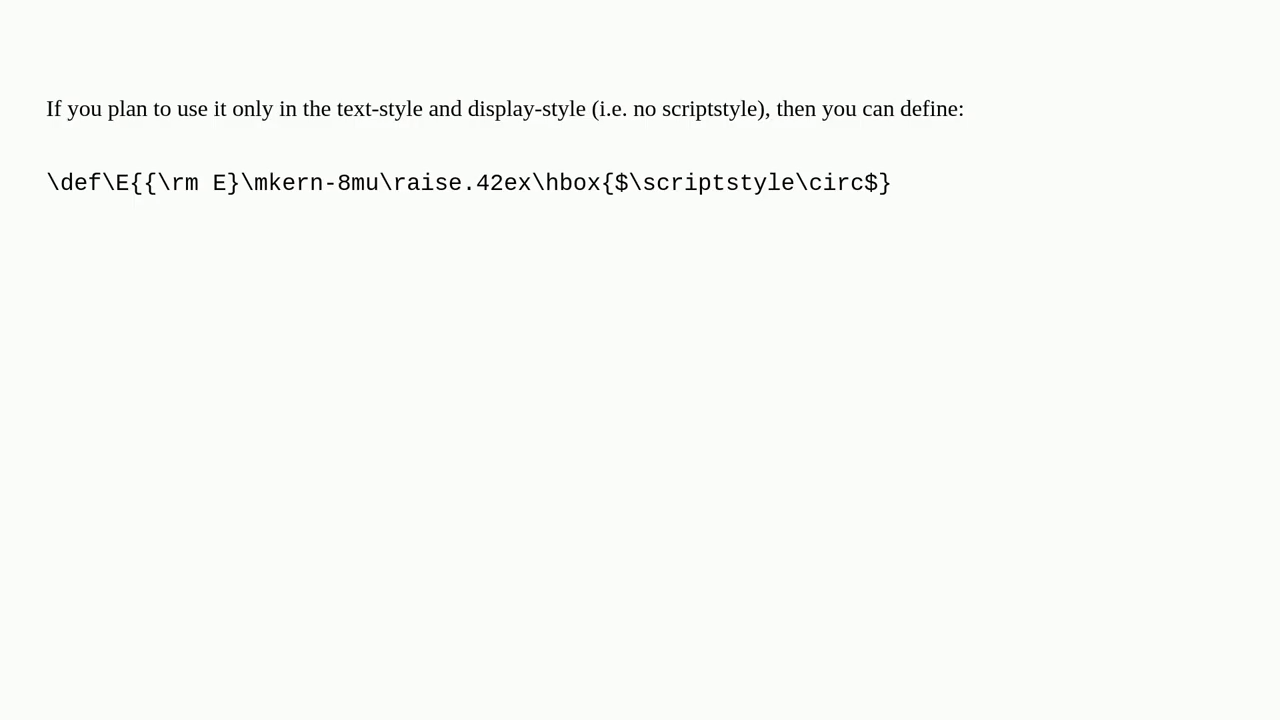 If you plan to use it only in the text-style and display-style (i.e. no scriptstyle), then you can define:
\def\E{{\rm E}\mkern-8mu\raise.42ex\hbox{$\scriptstyle\circ$}